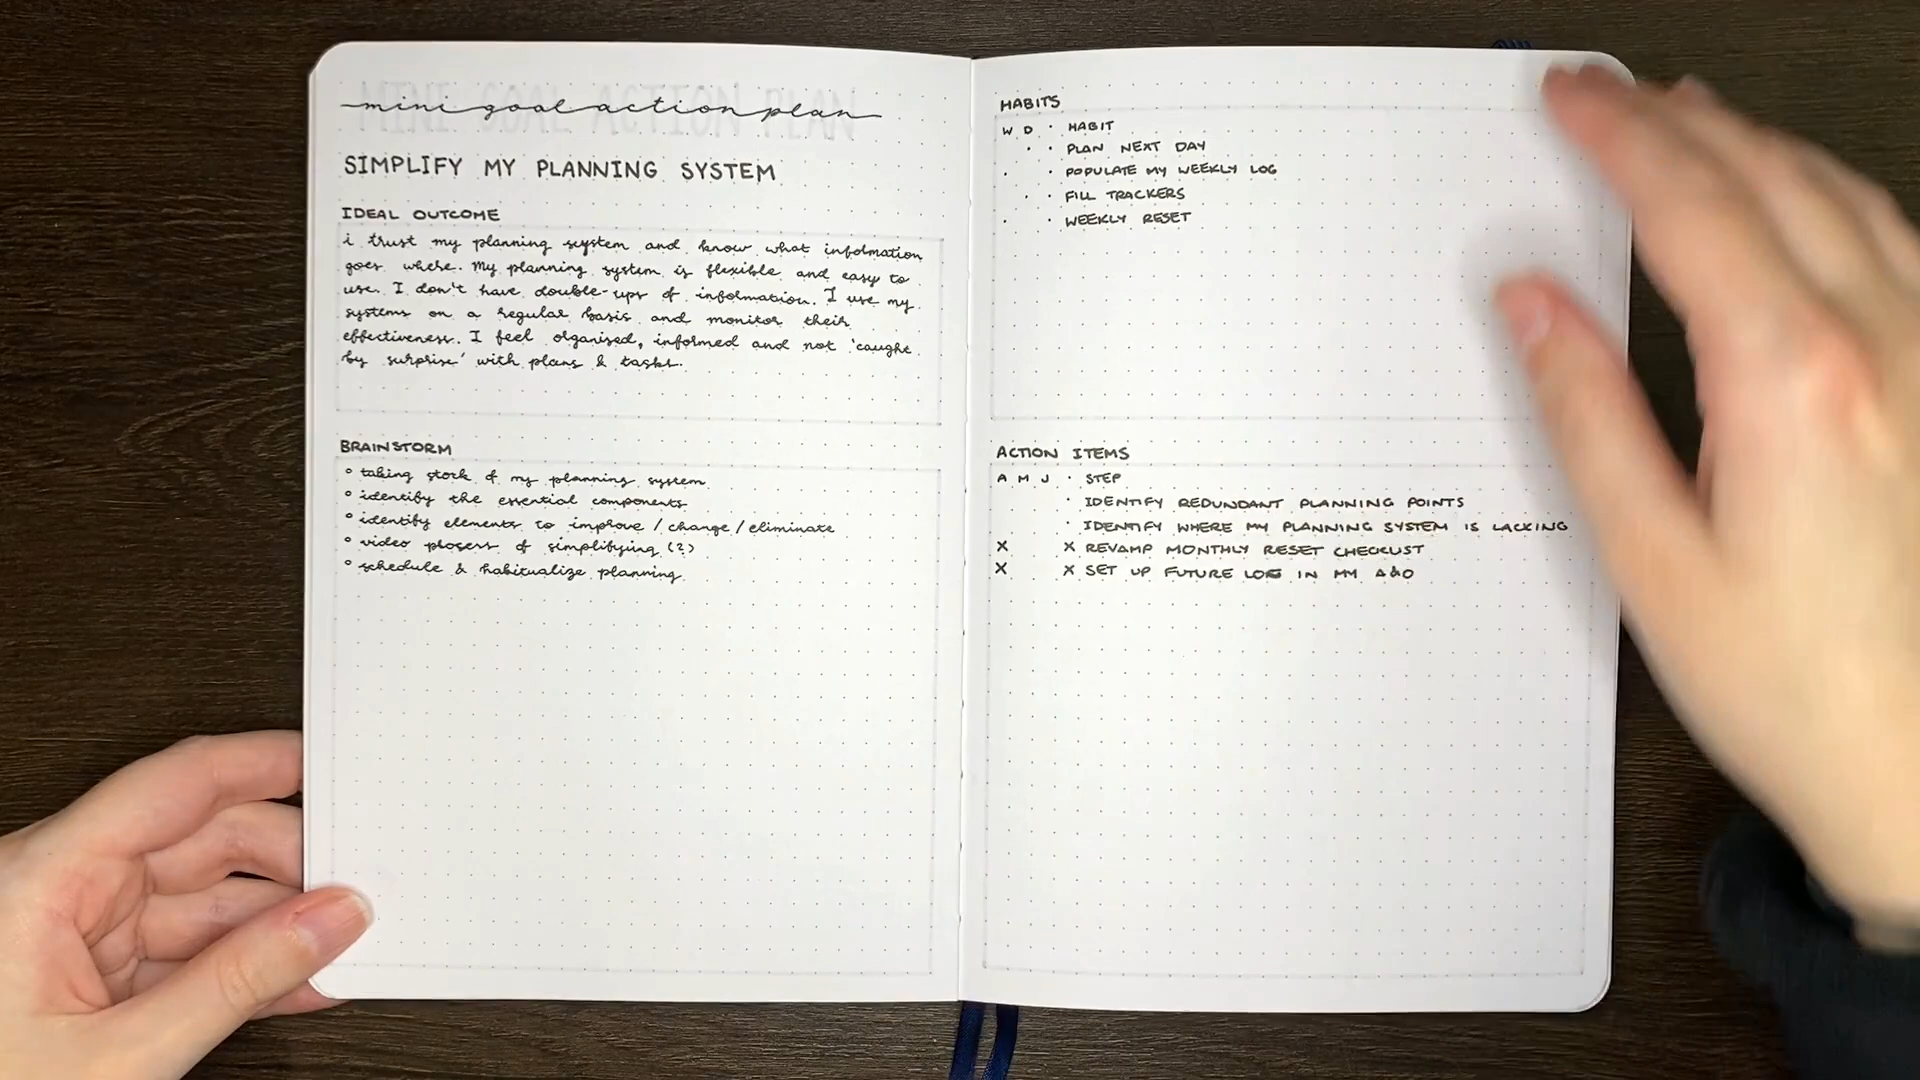 MINI GOAL ACTION PLAN
mini goal action plan
SIMPLIFY MY PLANNING SYSTEM
IDEAL OUTCOME
i trust my planning system and know what information
goes where. My planning system is flexible and easy to
use. I don't have double-ups of information. I use my
systems on a regular basis and monitor their
effectiveness. I feel organised, informed and not 'caught
by surprise' with plans & tasks.
BRAINSTORM
° taking stock of my planning system
° identify the essential components
° identify elements to improve / change / eliminate
° video process of simplifying (?)
° schedule & habitualize planning
HABITS
W D · HABIT
· · PLAN NEXT DAY
· · POPULATE MY WEEKLY LOG
· · FILL TRACKERS
· · WEEKLY RESET
ACTION ITEMS
A M J · STEP
· IDENTIFY REDUNDANT PLANNING POINTS
· IDENTIFY WHERE MY PLANNING SYSTEM IS LACKING
X X REVAMP MONTHLY RESET CHECKLIST
X X SET UP FUTURE LOG IN MY A&O